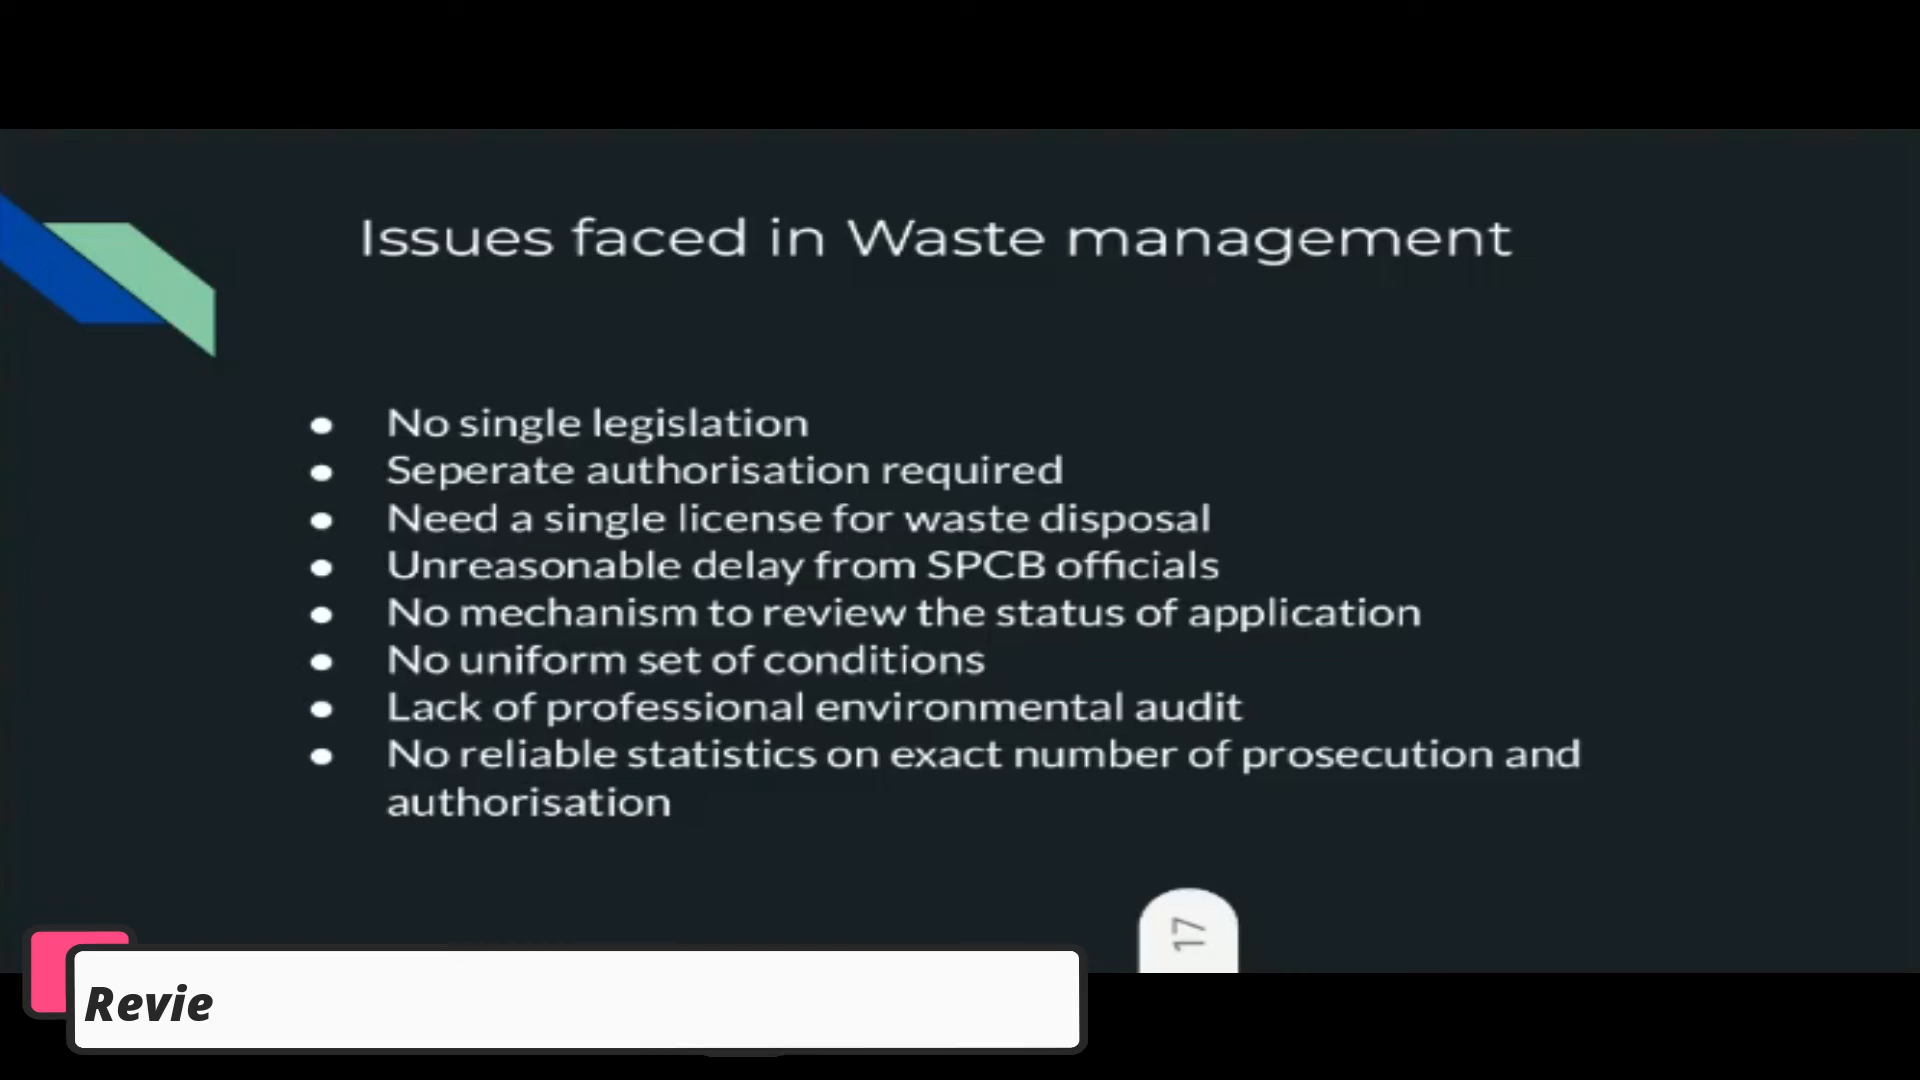 Issues faced in Waste management
● No single legislation
● Seperate authorisation required
● Need a single license for waste disposal
● Unreasonable delay from SPCB officials
● No mechanism to review the status of application
● No uniform set of conditions
● Lack of professional environmental audit
● No reliable statistics on exact number of prosecution and
authorisation
17
Revie